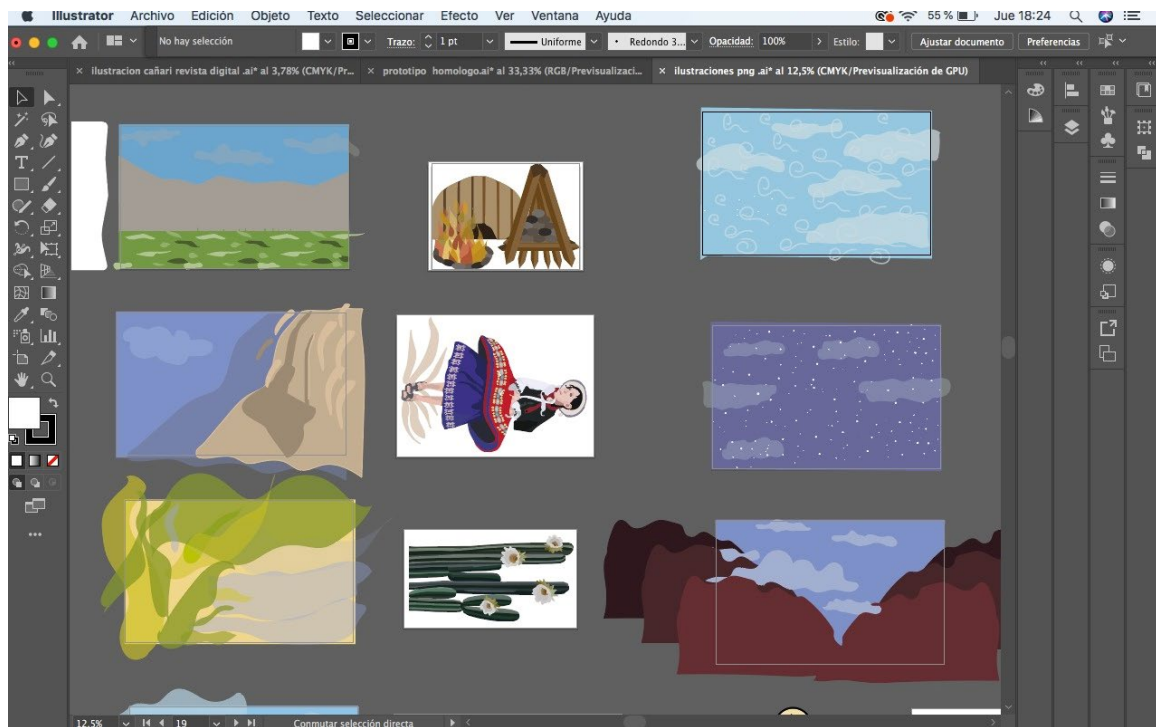 Illustrator Archivo Edición Objeto Texto Seleccionar Efecto Ver Ventana Ayuda 55 % Jue 18:24
No hay selección Trazo: 1 pt Uniforme Redondo 3... Opacidad: 100% Estilo: Ajustar documento Preferencias
× ilustracion cañari revista digital .ai* al 3,78% (CMYK/Pr... × prototipo homologo.ai* al 33,33% (RGB/Previsualizaci... × ilustraciones png .ai* al 12,5% (CMYK/Previsualización de GPU)
12,5% 19 Conmutar selección directa